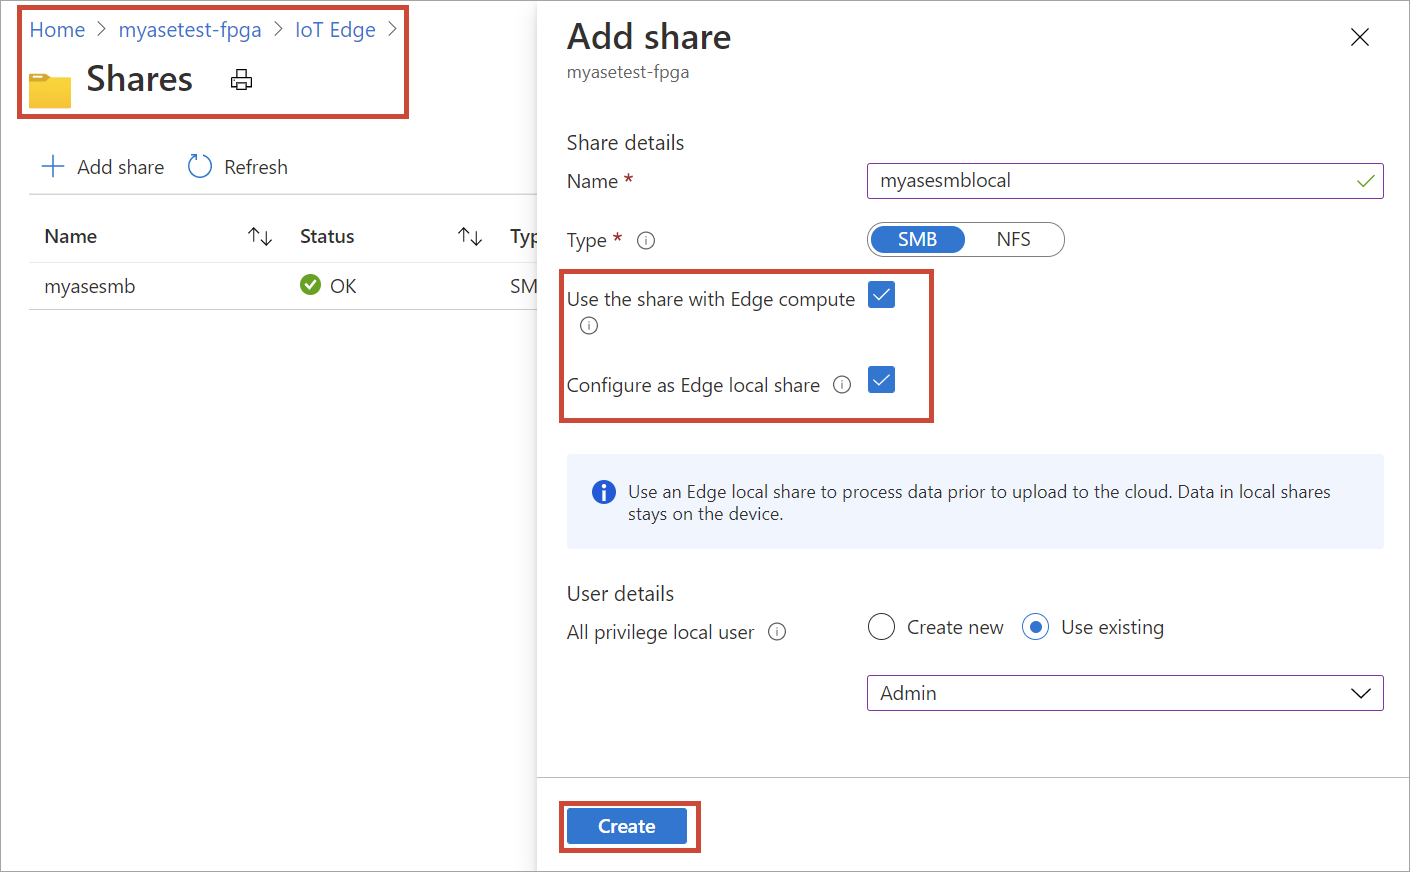 Home > myasetest-fpga > IoT Edge >
Shares
+ Add share Refresh
Name Status Typ
myasesmb OK SM
Add share
myasetest-fpga
Share details
Name * myasesmblocal
Type * SMB NFS
Use the share with Edge compute
Configure as Edge local share
Use an Edge local share to process data prior to upload to the cloud. Data in local shares
stays on the device.
User details
All privilege local user Create new Use existing
Admin
Create